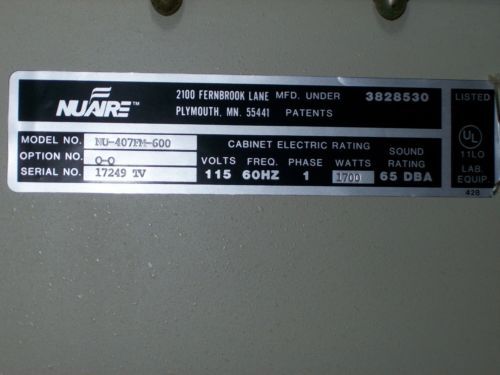 NUAIRE™
2100 FERNBROOK LANE MFD. UNDER 3828530
PLYMOUTH, MN. 55441 PATENTS
MODEL NO. NU-407FM-600
OPTION NO. 0-0
SERIAL NO. 17249 TV
CABINET ELECTRIC RATING
VOLTS FREQ. PHASE WATTS SOUND RATING
115 60HZ 1 1700 65 DBA
LISTED
UL
11L0
LAB.
EQUIP.
428